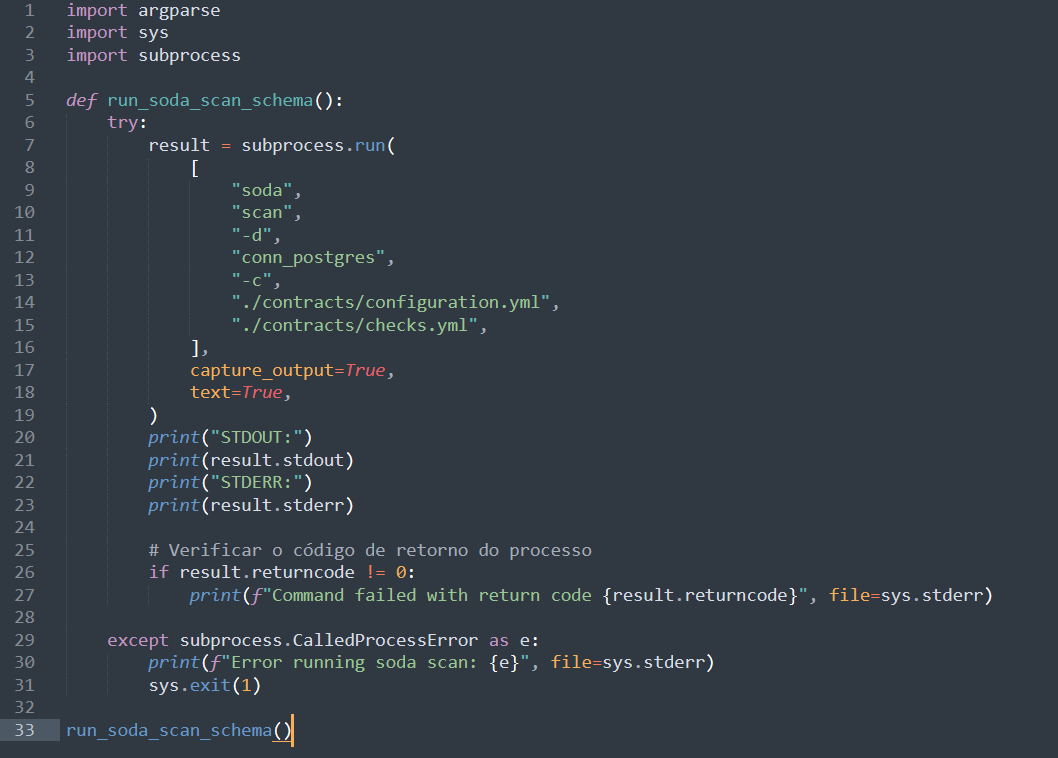 1 import argparse
2 import sys
3 import subprocess
4
5 def run_soda_scan_schema():
6     try:
7         result = subprocess.run(
8             [
9                 "soda",
10                 "scan",
11                 "-d",
12                 "conn_postgres",
13                 "-c",
14                 "./contracts/configuration.yml",
15                 "./contracts/checks.yml",
16             ],
17             capture_output=True,
18             text=True,
19         )
20         print("STDOUT:")
21         print(result.stdout)
22         print("STDERR:")
23         print(result.stderr)
24
25         # Verificar o código de retorno do processo
26         if result.returncode != 0:
27             print(f"Command failed with return code {result.returncode}", file=sys.stderr)
28
29     except subprocess.CalledProcessError as e:
30         print(f"Error running soda scan: {e}", file=sys.stderr)
31         sys.exit(1)
32
33 run_soda_scan_schema()